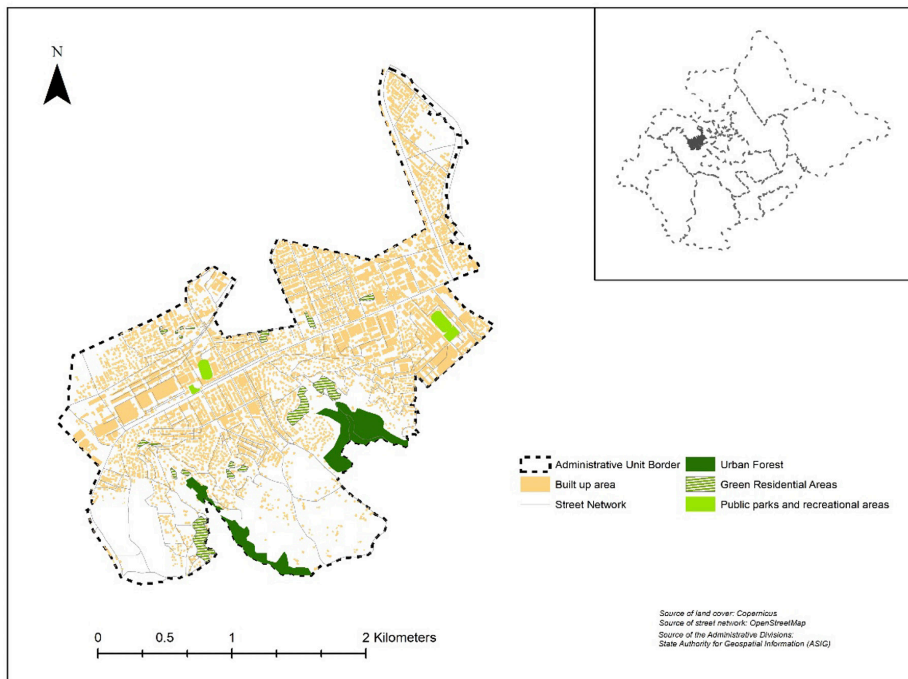 N
Administrative Unit Border
Urban Forest
Built up area
Green Residential Areas
Street Network
Public parks and recreational areas
Source of land cover: Copernicus
Source of street network: OpenStreetMap
Source of the Administrative Divisions:
State Authority for Geospatial Information (ASIG)
0 0.5 1 2 Kilometers